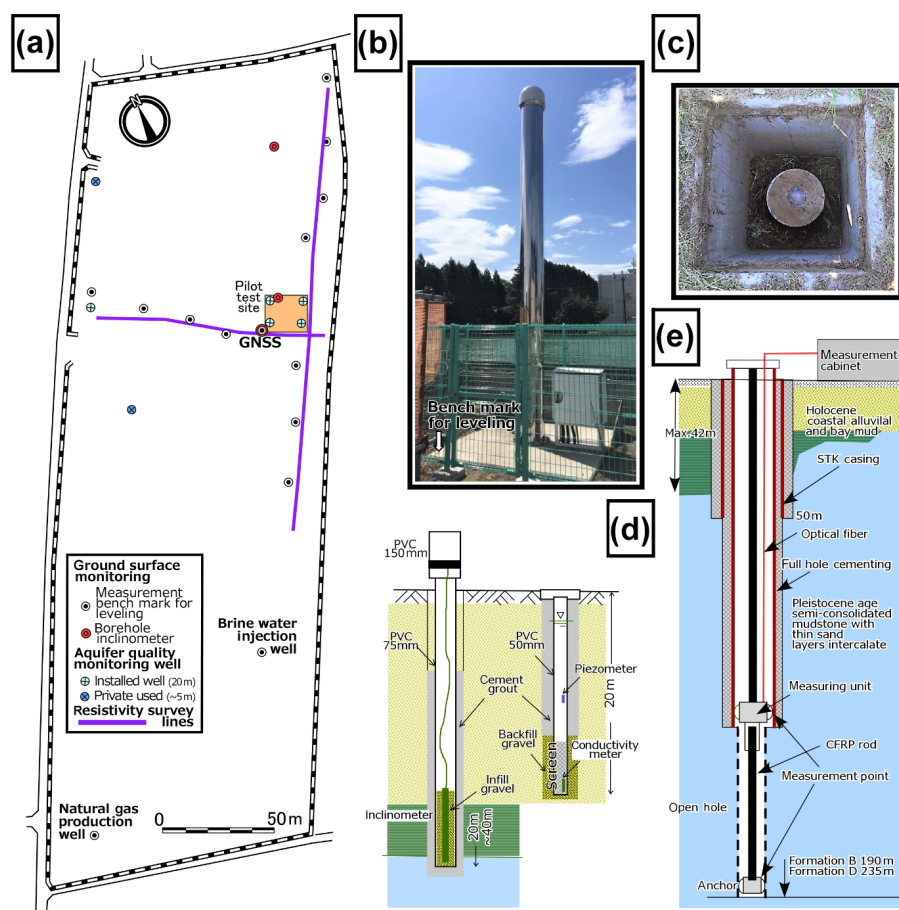 (a)
N
Pilot
test
site
GNSS
Ground surface
monitoring
Measurement
bench mark for
leveling
Borehole
inclinometer
Aquifer quality
monitoring well
Installed well (20m)
Private used (~5m)
Resistivity survey
lines
Brine water
injection
well
Natural gas
production
well
0 50m
(b)
Bench mark
for leveling
(c)
(d)
PVC
150mm
PVC
75mm
PVC
50mm
Cement
grout
Piezometer
20m
Backfill
gravel
Screen
Conductivity
meter
Infill
gravel
Inclinometer
20m
~40m
(e)
Measurement
cabinet
Max.42m
Holocene
coastal alluvilal
and bay mud
STK casing
50m
Optical fiber
Full hole cementing
Pleistocene age
semi-consolidated
mudstone with
thin sand
layers intercalate
Measuring unit
CFRP rod
Measurement point
Open hole
Formation B 190m
Formation D 235m
Anchor